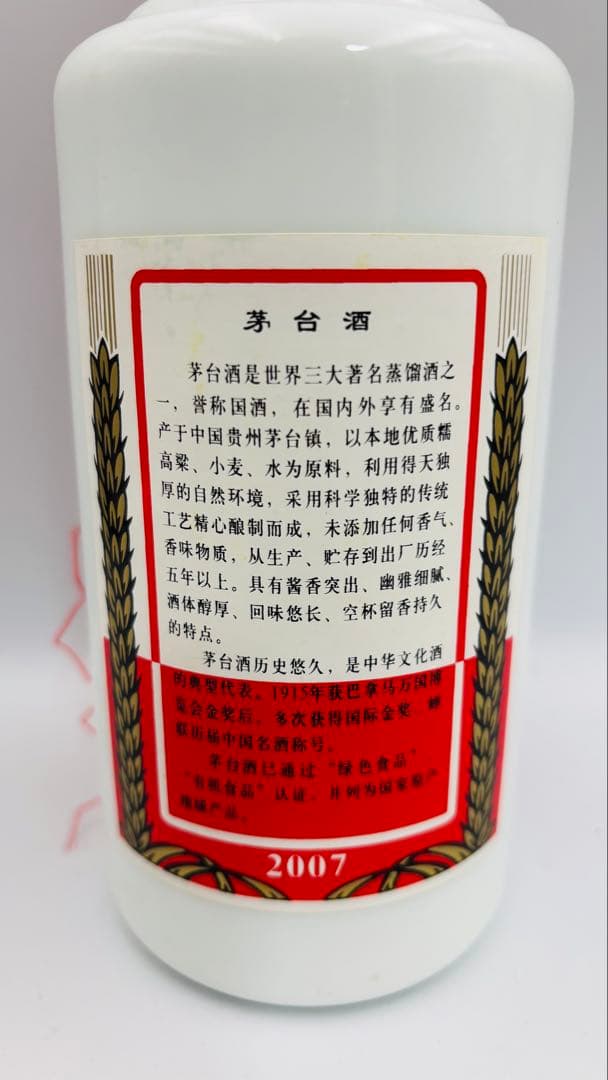 茅台酒
茅台酒是世界三大著名蒸馏酒之
一，誉称国酒，在国内外享有盛名。
产于中国贵州茅台镇，以本地优质糯
高粱、小麦、水为原料，利用得天独
厚的自然环境，采用科学独特的传统
工艺精心酿制而成，未添加任何香气、
香味物质，从生产、贮存到出厂历经
五年以上。具有酱香突出、幽雅细腻、
酒体醇厚、回味悠长、空杯留香持久
的特点。
茅台酒历史悠久，是中华文化酒
的典型代表。1915年获巴拿马万国博
览会金奖后，多次获得国际金奖，蝉
联历届中国名酒称号。
茅台酒已通过“绿色食品”
“有机食品”认证，并列为国家原产
地域产品。
2007